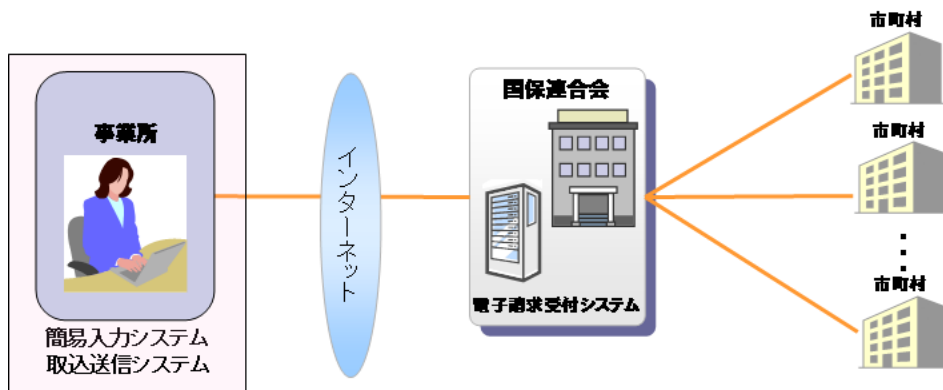 事業所
簡易入力システム
取込送信システム
インターネット
国保連合会
電子請求受付システム
市町村
市町村
市町村